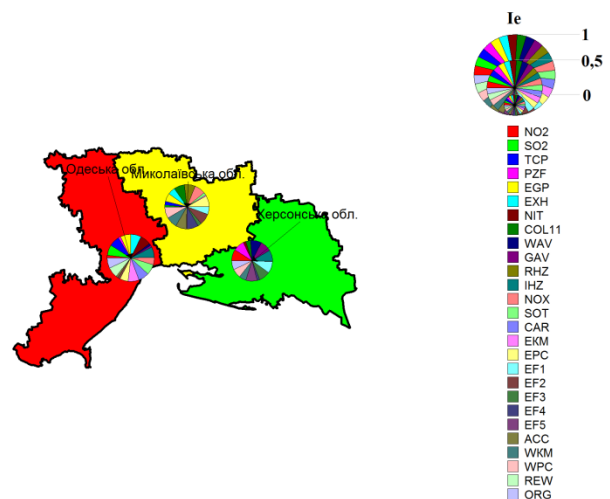 Ie
1
0,5
0
Одеська обл.
Миколаївська обл.
Херсонська обл.
NO2
SO2
TCP
PZF
EGP
EXH
NIT
COL11
WAV
GAV
RHZ
IHZ
NOX
SOT
CAR
EKM
EPC
EF1
EF2
EF3
EF4
EF5
ACC
WKM
WPC
REW
ORG